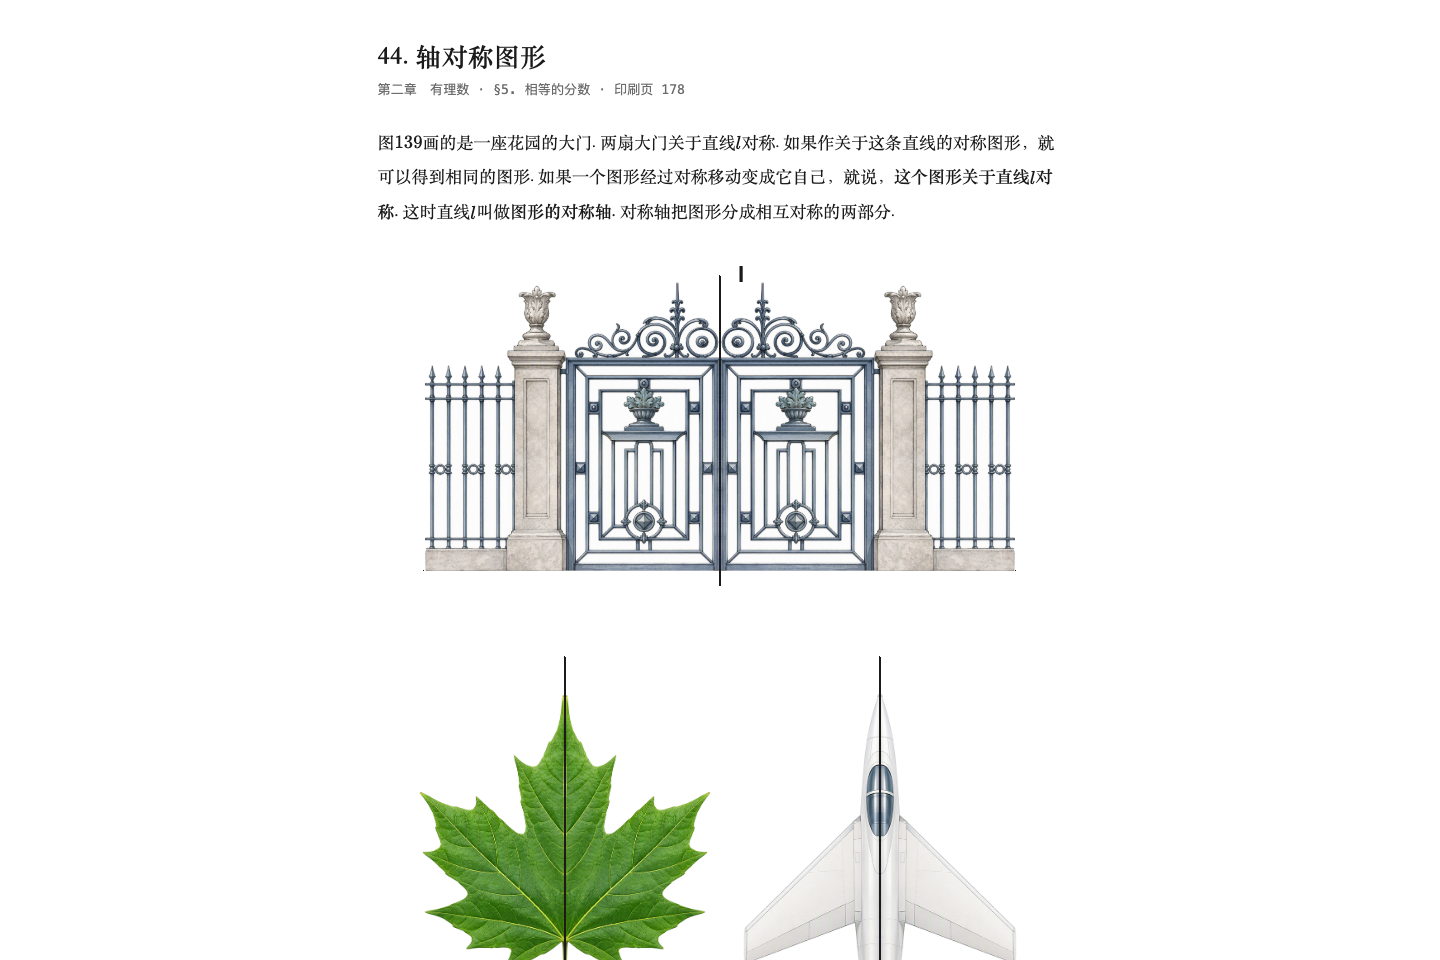 44. 轴对称图形
第二章 有理数 · §5. 相等的分数 · 印刷页 178
图139画的是一座花园的大门. 两扇大门关于直线l对称. 如果作关于这条直线的对称图形，就
可以得到相同的图形. 如果一个图形经过对称移动变成它自己，就说，这个图形关于直线l对
称. 这时直线l叫做图形的对称轴. 对称轴把图形分成相互对称的两部分.
l